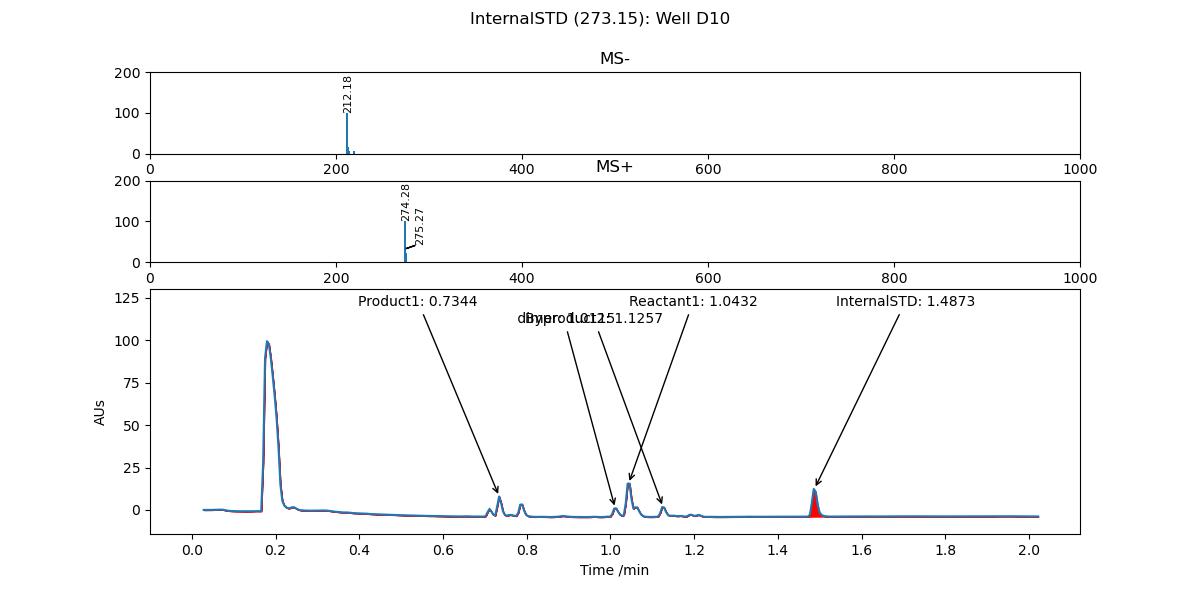 InternalSTD (273.15): Well D10
MS-
200
100
0
212.18
0 200 400 600 800 1000
MS+
200
100
0
274.28
275.27
0 200 400 600 800 1000
Product1: 0.7344
Reactant1: 1.0432
InternalSTD: 1.4873
1.1257
125
100
75
50
25
0
AUs
0.0 0.2 0.4 0.6 0.8 1.0 1.2 1.4 1.6 1.8 2.0
Time /min